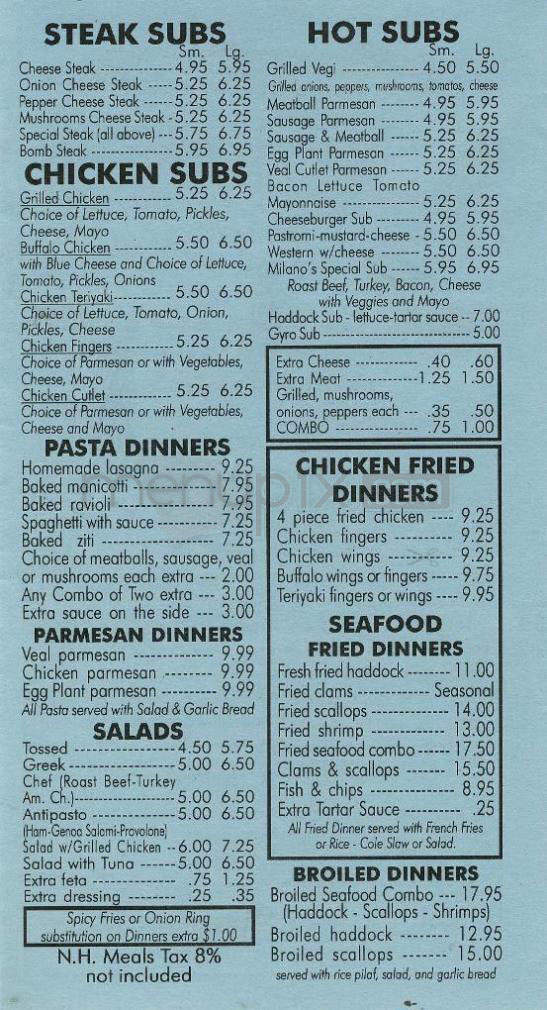 STEAK SUBS
Sm. Lg.
Cheese Steak ----------- 4.95 5.95
Onion Cheese Steak ----- 5.25 6.25
Pepper Cheese Steak ---- 5.25 6.25
Mushrooms Cheese Steak - 5.25 6.25
Special Steak (all above) --- 5.75 6.75
Bomb Steak ------------ 5.95 6.95
CHICKEN SUBS
Grilled Chicken ---------- 5.25 6.25
Choice of Lettuce, Tomato, Pickles,
Cheese, Mayo
Buffalo Chicken ---------- 5.50 6.50
with Blue Cheese and Choice of Lettuce,
Tomato, Pickles, Onions
Chicken Teriyaki---------- 5.50 6.50
Choice of Lettuce, Tomato, Onion,
Pickles, Cheese
Chicken Fingers ---------- 5.25 6.25
Choice of Parmesan or with Vegetables,
Cheese, Mayo
Chicken Cutlet ----------- 5.25 6.25
Choice of Parmesan or with Vegetables,
Cheese and Mayo
PASTA DINNERS
Homemade lasagna --------- 9.25
Baked manicotti ------------ 7.95
Baked ravioli --------------- 7.95
Spaghetti with sauce -------- 7.25
Baked ziti ----------------- 7.25
Choice of meatballs, sausage, veal
or mushrooms each extra --- 2.00
Any Combo of Two extra --- 3.00
Extra sauce on the side --- 3.00
PARMESAN DINNERS
Veal parmesan ----------- 9.99
Chicken parmesan -------- 9.99
Egg Plant parmesan ------- 9.99
All Pasta served with Salad & Garlic Bread
SALADS
Tossed ------------------- 4.50 5.75
Greek -------------------- 5.00 6.50
Chef (Roast Beef-Turkey
Am. Ch.)------------------ 5.00 6.50
Antipasto ---------------- 5.00 6.50
(Ham-Genoa Salami-Provolone)
Salad w/Grilled Chicken -- 6.00 7.25
Salad with Tuna ------ 5.00 6.50
Extra feta --------------- .75 1.25
Extra dressing ---------- .25 .35
Spicy Fries or Onion Ring
substitution on Dinners extra $1.00
N.H. Meals Tax 8%
not included
HOT SUBS
Sm. Lg.
Grilled Vegi ------------- 4.50 5.50
Grilled onions, peppers, mushrooms, tomatos, cheese
Meatball Parmesan ------- 4.95 5.95
Sausage Parmesan ------- 4.95 5.95
Sausage & Meatball ------ 5.25 6.25
Egg Plant Parmesan ------ 5.25 6.25
Veal Cutlet Parmesan ----- 5.25 6.25
Bacon Lettuce Tomato
Mayonnaise -------------- 5.25 6.25
Cheeseburger Sub -------- 4.95 5.95
Pastromi-mustard-cheese - 5.50 6.50
Western w/cheese ------- 5.50 6.50
Milano's Special Sub ------ 5.95 6.95
Roast Beef, Turkey, Bacon, Cheese
with Veggies and Mayo
Haddock Sub - lettuce-tartar sauce -- 7.00
Gyro Sub --------------------------- 5.00
Extra Cheese ----------- .40 .60
Extra Meat -------------1.25 1.50
Grilled, mushrooms,
onions, peppers each --- .35 .50
COMBO --------------- .75 1.00
CHICKEN FRIED
DINNERS
4 piece fried chicken ---- 9.25
Chicken fingers --------- 9.25
Chicken wings ---------- 9.25
Buffalo wings or fingers ---- 9.75
Teriyaki fingers or wings ---- 9.95
SEAFOOD
FRIED DINNERS
Fresh fried haddock -------- 11.00
Fried clams ------------ Seasonal
Fried scallops ------------- 14.00
Fried shrimp ------------- 13.00
Fried seafood combo ------ 17.50
Clams & scallops -------- 15.50
Fish & chips ------------- 8.95
Extra Tartar Sauce --------- .25
All Fried Dinner served with French Fries
or Rice - Cole Slaw or Salad.
BROILED DINNERS
Broiled Seafood Combo --- 17.95
(Haddock - Scallops - Shrimps)
Broiled haddock -------- 12.95
Broiled scallops ------- 15.00
served with rice pilaf, salad, and garlic bread